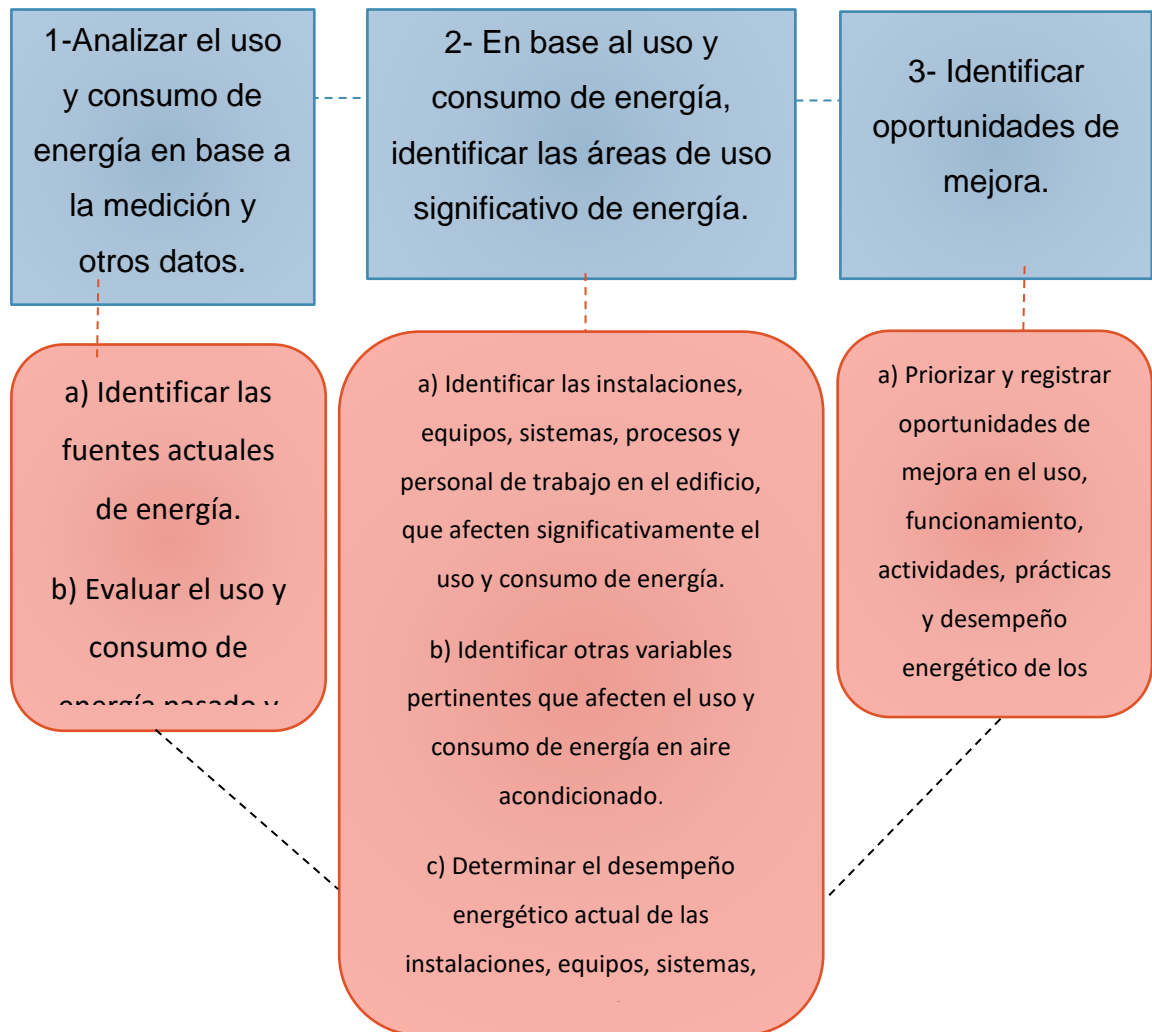 1-Analizar el uso
y consumo de
energía en base a
la medición y
otros datos.
2- En base al uso y
consumo de energía,
identificar las áreas de uso
significativo de energía.
3- Identificar
oportunidades de
mejora.
a) Identificar las
fuentes actuales
de energía.
b) Evaluar el uso y
consumo de
energía pasado y
a) Identificar las instalaciones,
equipos, sistemas, procesos y
personal de trabajo en el edificio,
que afecten significativamente el
uso y consumo de energía.
b) Identificar otras variables
pertinentes que afecten el uso y
consumo de energía en aire
acondicionado.
c) Determinar el desempeño
energético actual de las
instalaciones, equipos, sistemas,
a) Priorizar y registrar
oportunidades de
mejora en el uso,
funcionamiento,
actividades, prácticas
y desempeño
energético de los